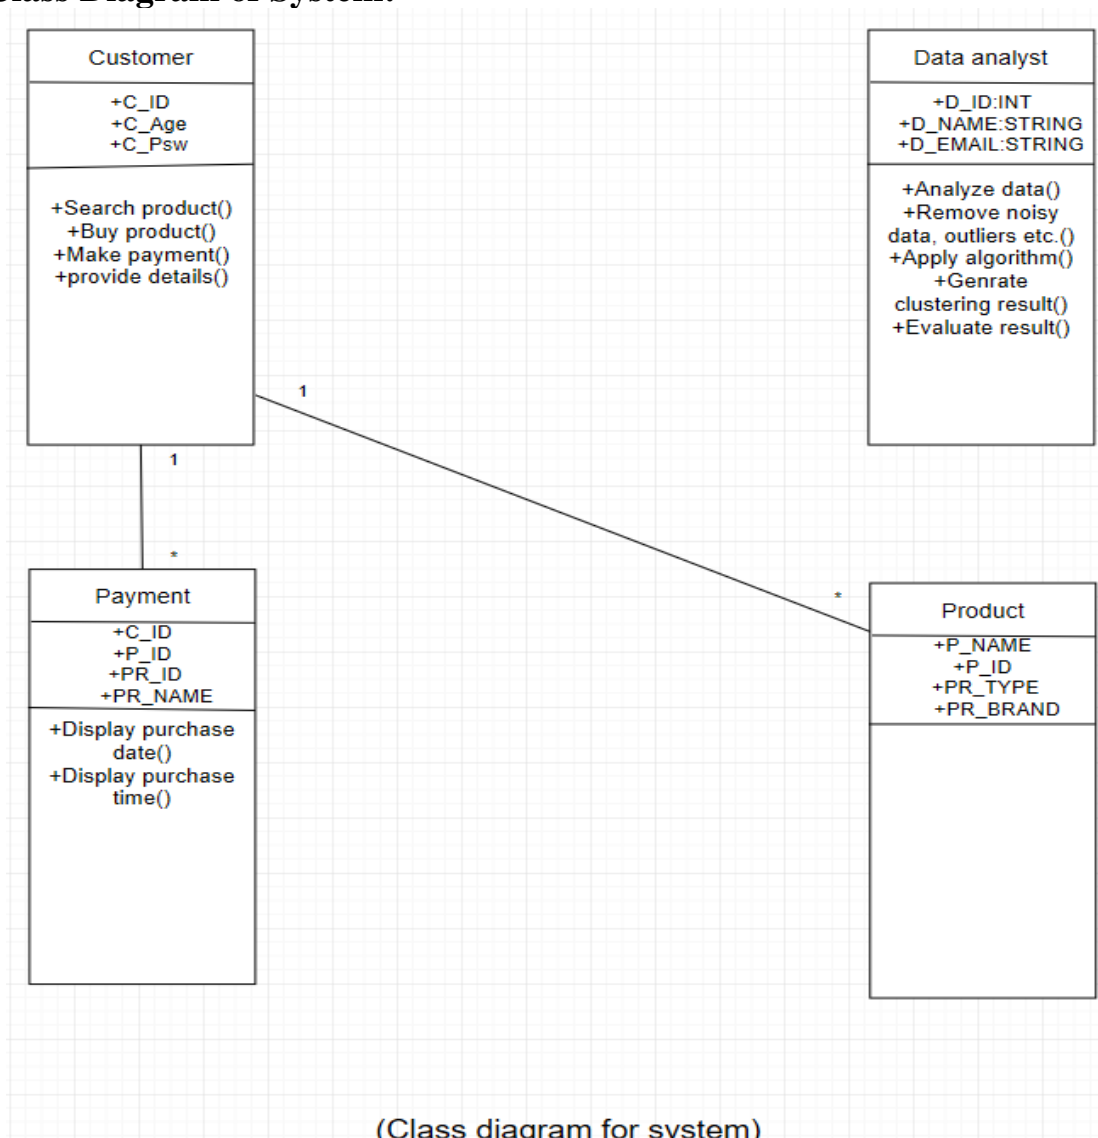 Class Diagram of System:
Customer
+C_ID
+C_Age
+C_Psw
+Search product()
+Buy product()
+Make payment()
+provide details()
Data analyst
+D_ID:INT
+D_NAME:STRING
+D_EMAIL:STRING
+Analyze data()
+Remove noisy
data, outliers etc.()
+Apply algorithm()
+Genrate
clustering result()
+Evaluate result()
1
1
*
*
Payment
+C_ID
+P_ID
+PR_ID
+PR_NAME
+Display purchase
date()
+Display purchase
time()
Product
+P_NAME
+P_ID
+PR_TYPE
+PR_BRAND
(Class diagram for system)